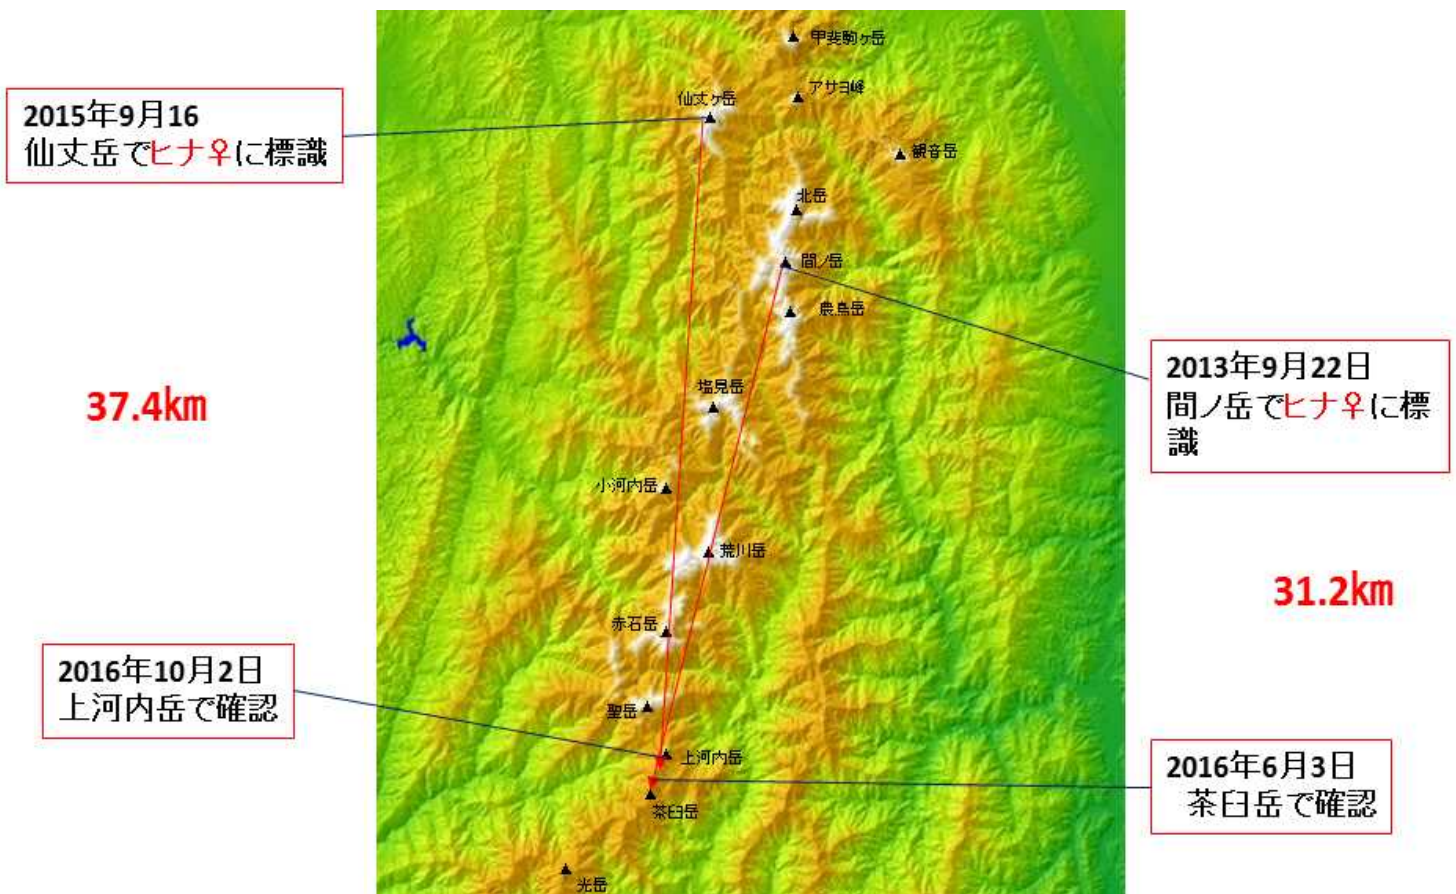 甲斐駒ヶ岳
アサヨ峰
仙丈ヶ岳
2015年9月16
仙丈岳でヒナ♀に標識
観音岳
北岳
間ノ岳
農鳥岳
2013年9月22日
間ノ岳でヒナ♀に標
識
塩見岳
37.4km
小河内岳
荒川岳
31.2km
赤石岳
2016年10月2日
上河内岳で確認
聖岳
上河内岳
2016年6月3日
茶臼岳で確認
茶臼岳
光岳